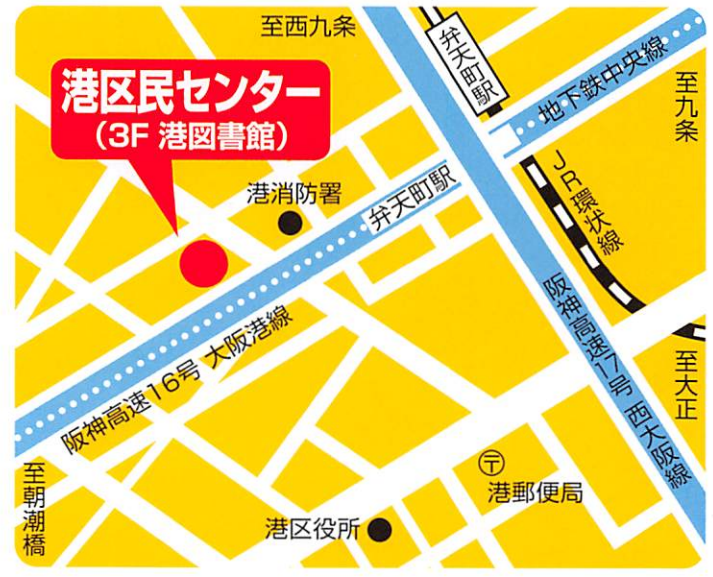 至西九条
弁天町駅
地下鉄中央線
至九条
港区民センター
(3F 港図書館)
港消防署
弁天町駅
JR環状線
阪神高速16号 大阪港線
阪神高速17号 西大阪線
至大正
至朝潮橋
〒
港郵便局
港区役所